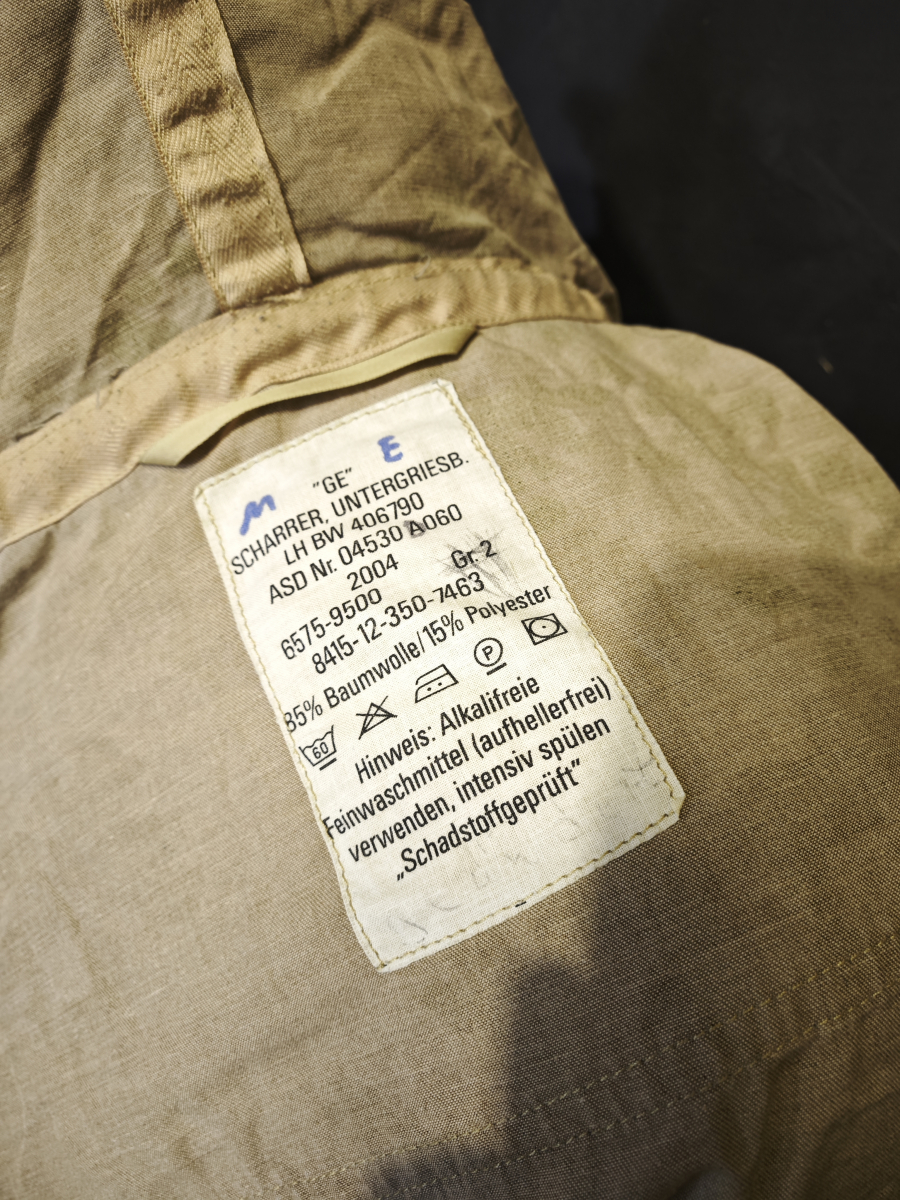 M E
"GE"
SCHARRER, UNTERGRIESB.
LH BW 406790
ASD Nr. 04530 A060
2004 Gr. 2
6575-9500
8415-12-350-7463
85% Baumwolle/15% Polyester
60 P
Hinweis: Alkalifreie
Feinwaschmittel (aufhellerfrei)
verwenden, intensiv spülen
„Schadstoffgeprüft"